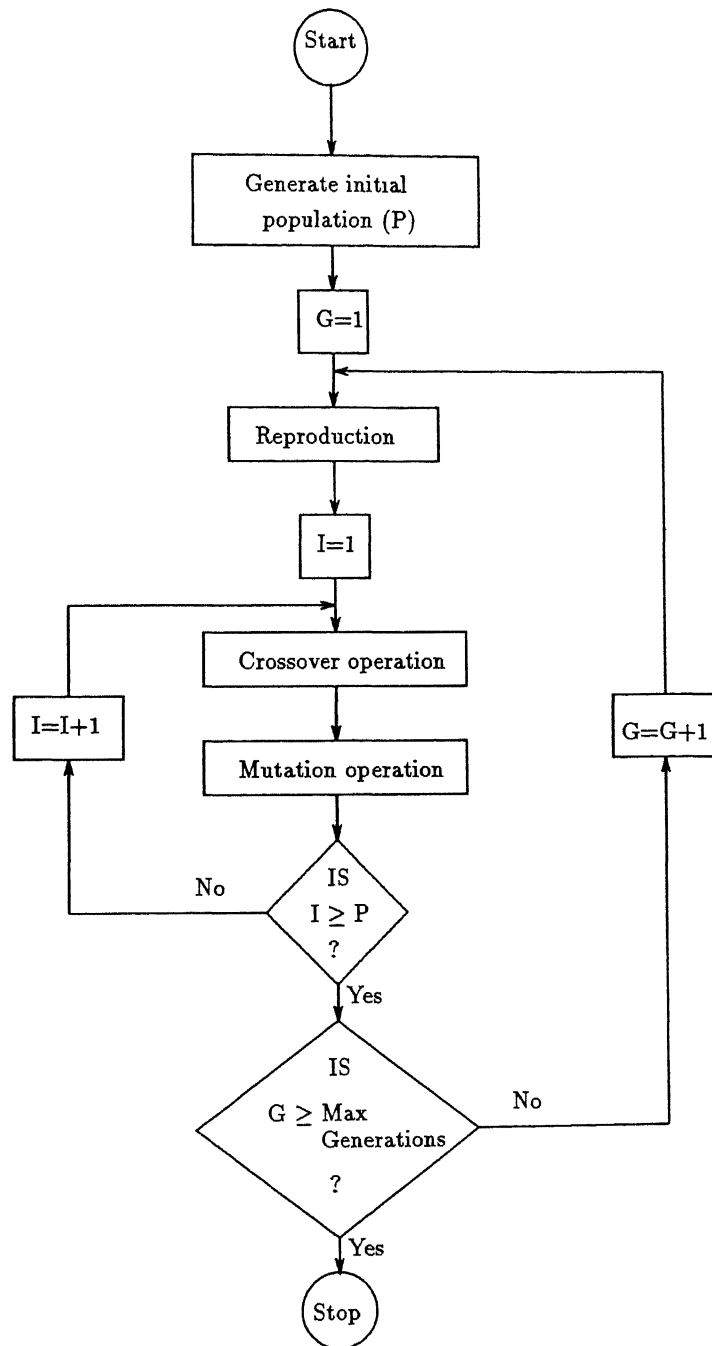 Start
Generate initial
population (P)
G=1
Reproduction
I=1
Crossover operation
I=I+1
G=G+1
Mutation operation
No
IS
I ≥ P
?
Yes
IS
No
G ≥ Max
Generations
?
Yes
Stop